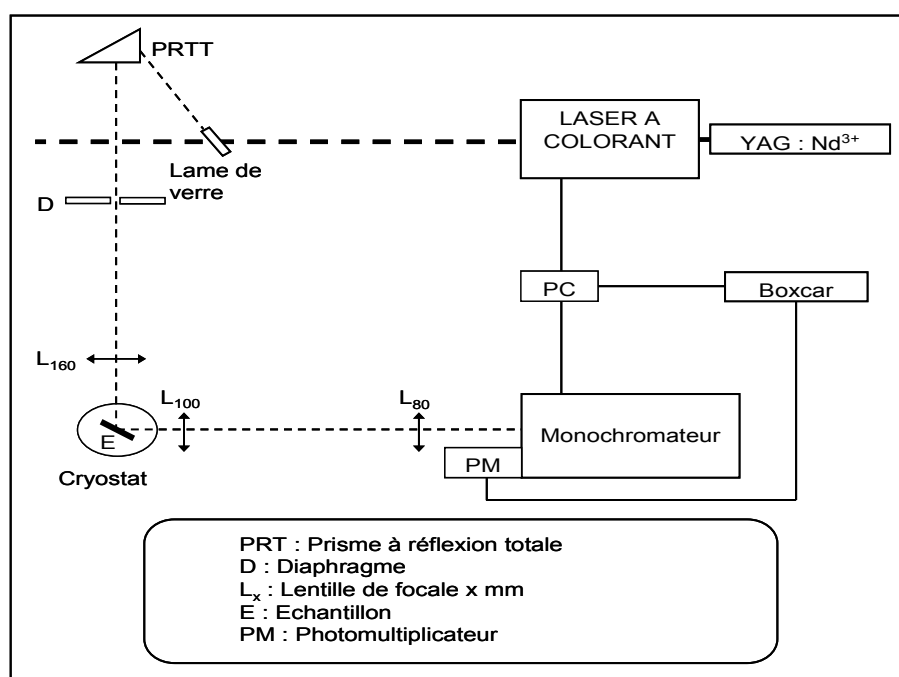 PRTT
LASER A
COLORANT
YAG : Nd³⁺
Lame de
verre
D
PC
Boxcar
L₁₆₀
L₁₀₀
L₈₀
Monochromateur
E
PM
Cryostat
PRT : Prisme à réflexion totale
D : Diaphragme
Lₓ : Lentille de focale x mm
E : Echantillon
PM : Photomultiplicateur